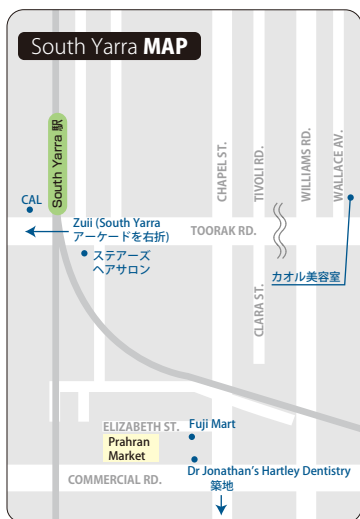 South Yarra MAP
South Yarra 駅
CHAPEL ST.
TIVOLI RD.
WILLIAMS RD.
WALLACE AV.
CAL
Zuii (South Yarra
アーケードを右折)
TOORAK RD.
ステアーズ
ヘアサロン
カオル美容室
CLARA ST.
ELIZABETH ST.
Fuji Mart
Prahran
Market
Dr Jonathan's Hartley Dentistry
COMMERCIAL RD.
築地